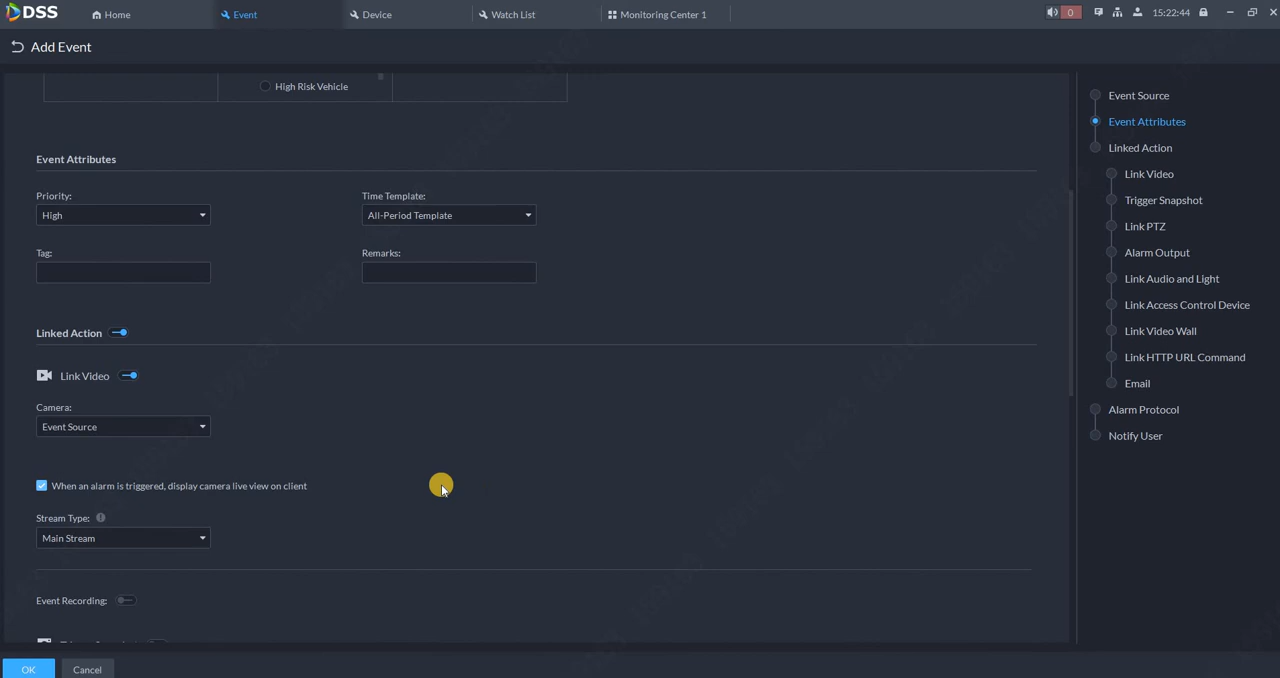 DSS
Home
Event
Device
Watch List
Monitoring Center 1
0
15:22:44
Add Event
High Risk Vehicle
Event Attributes
Priority:
Time Template:
High
All-Period Template
Tag:
Remarks:
Linked Action
Link Video
Camera:
Event Source
When an alarm is triggered, display camera live view on client
Stream Type:
Main Stream
Event Recording:
OK
Cancel
Event Source
Event Attributes
Linked Action
Link Video
Trigger Snapshot
Link PTZ
Alarm Output
Link Audio and Light
Link Access Control Device
Link Video Wall
Link HTTP URL Command
Email
Alarm Protocol
Notify User